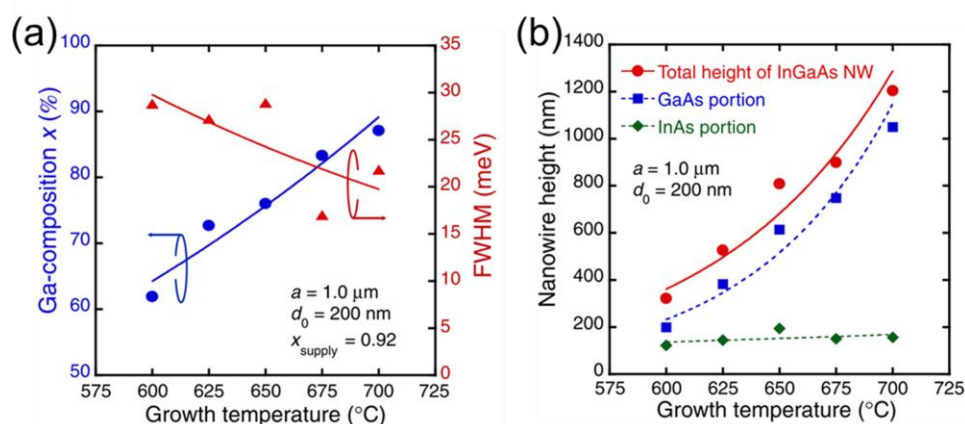 (a)
100
90
80
70
60
50
Ga-composition x (%)
35
30
25
20
15
10
5
0
FWHM (meV)
a = 1.0 μm
d₀ = 200 nm
xsupply = 0.92
575 600 625 650 675 700 725
Growth temperature (°C)
(b)
1400
1200
1000
800
600
400
200
0
Nanowire height (nm)
Total height of InGaAs NW
GaAs portion
InAs portion
a = 1.0 μm
d₀ = 200 nm
575 600 625 650 675 700 725
Growth temperature (°C)